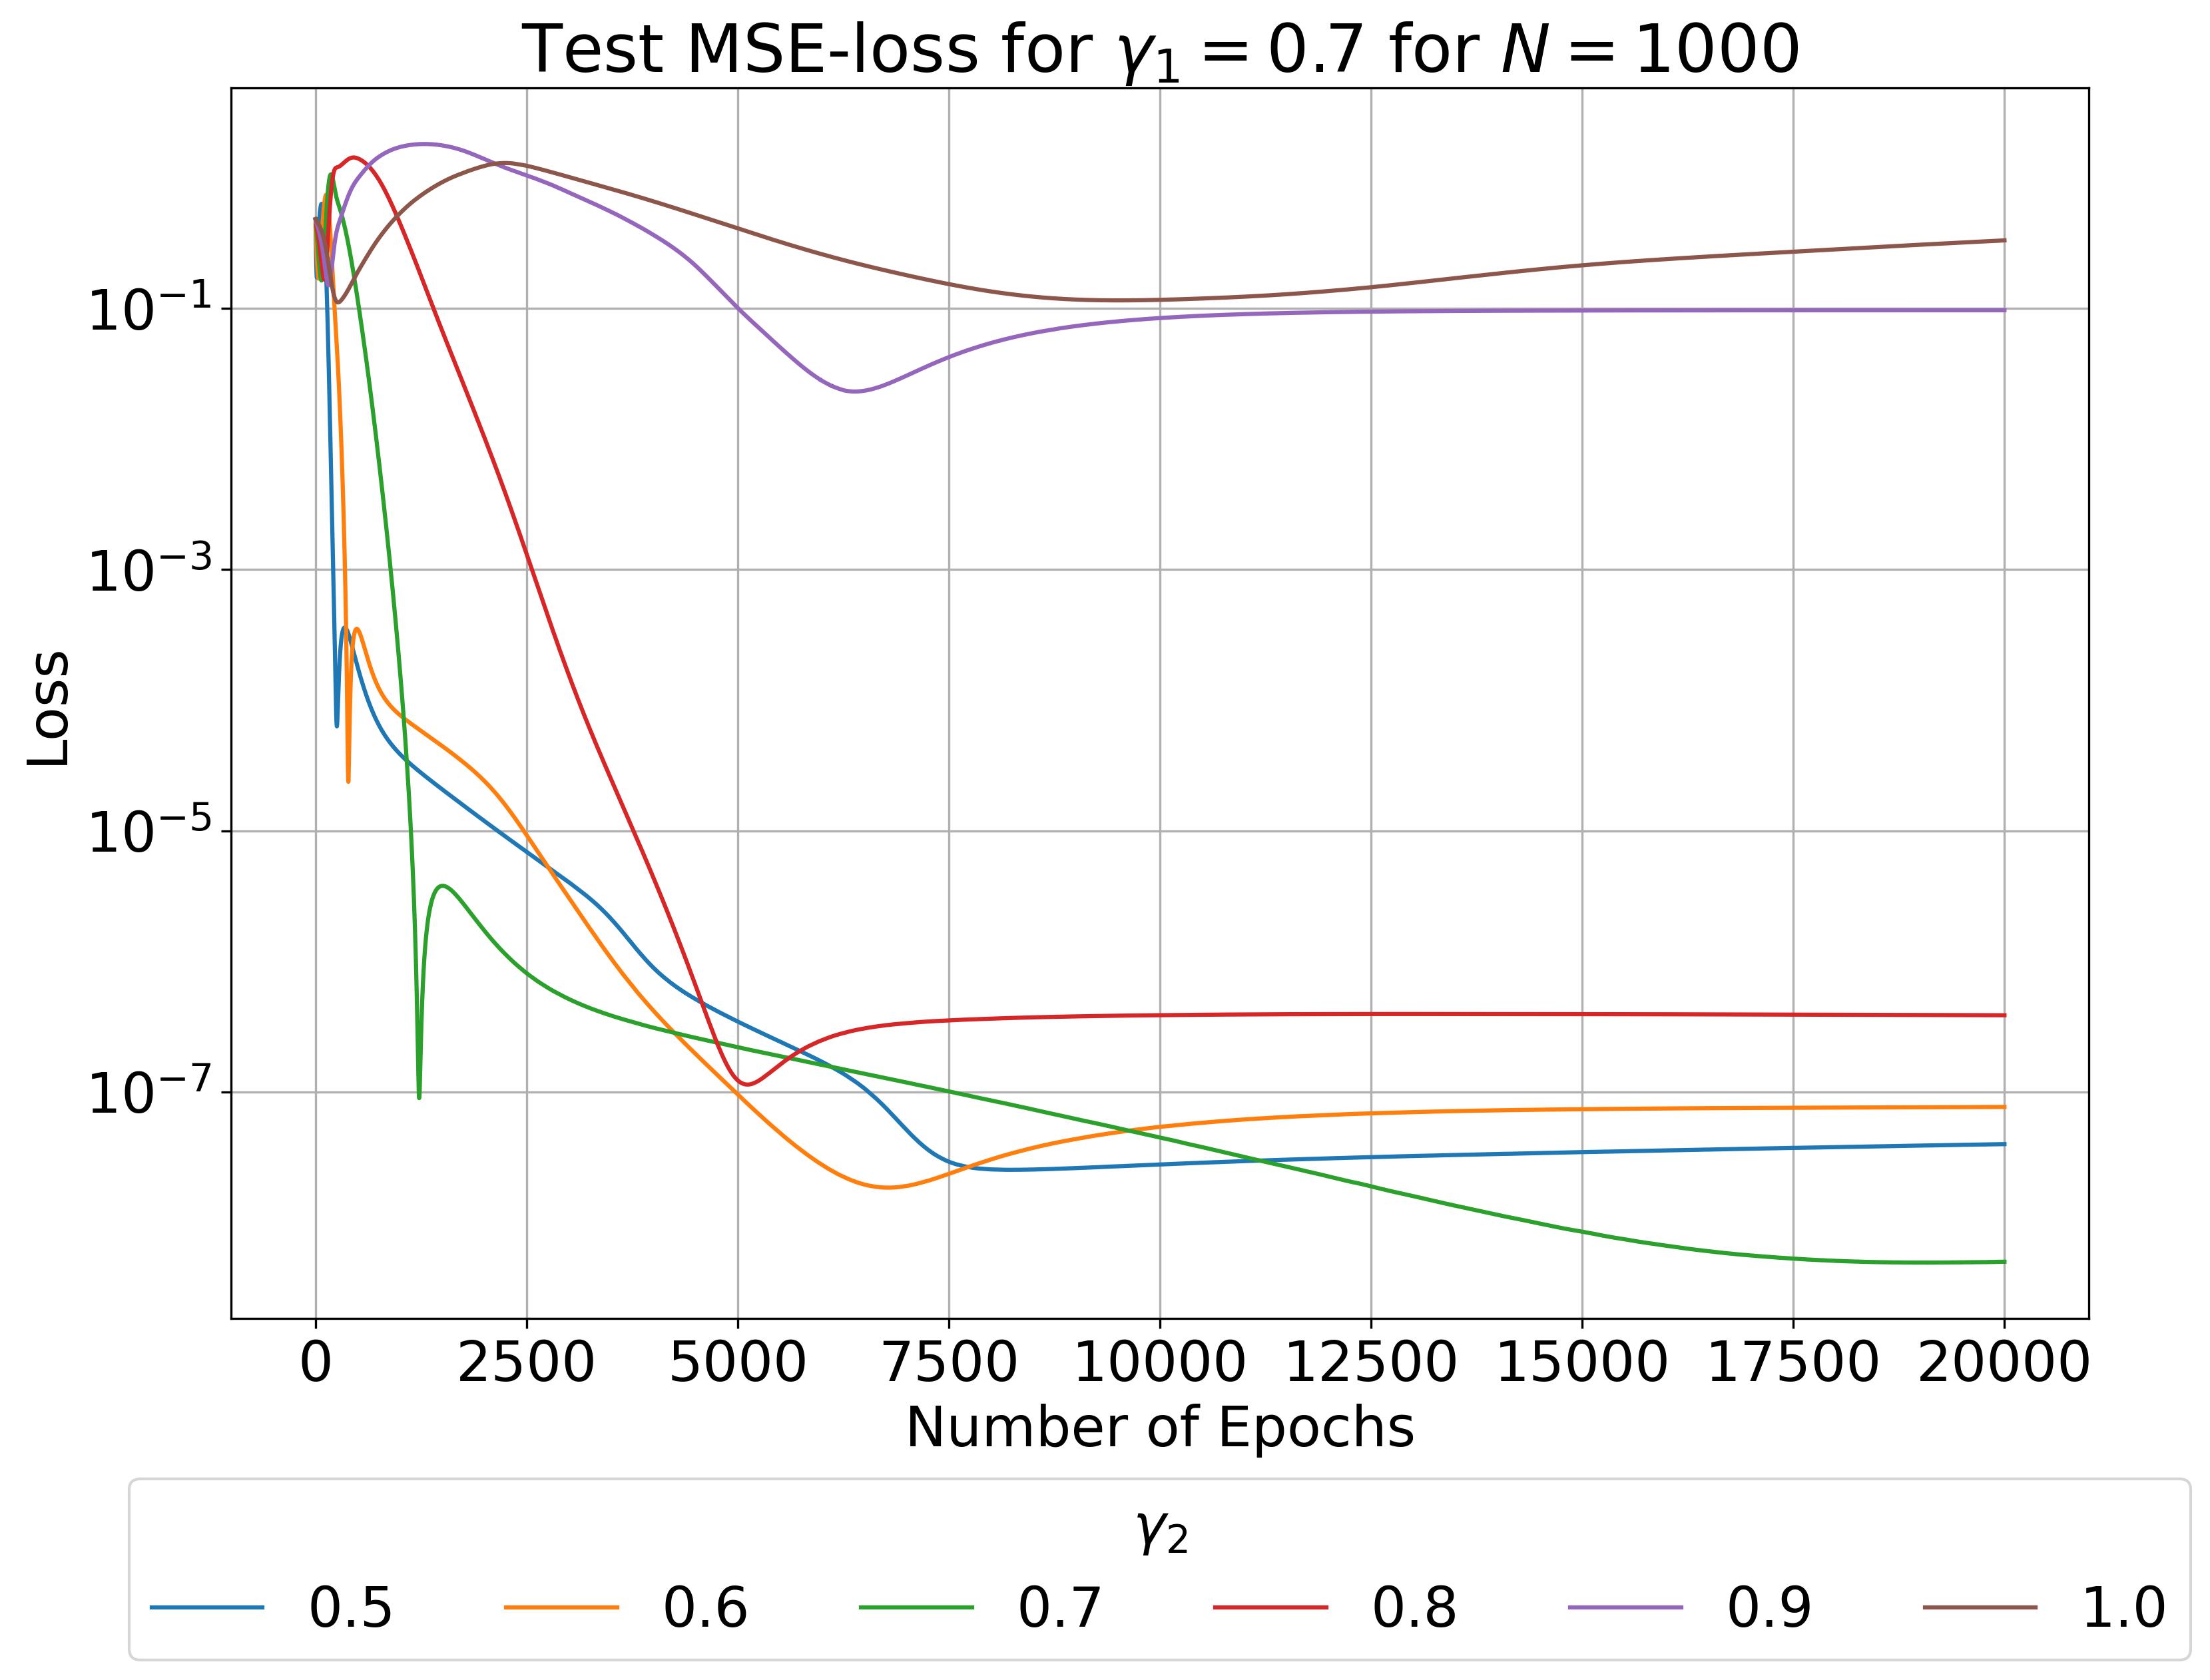 Test MSE-loss for γ₁ = 0.7 for N = 1000
Loss
10⁻¹
10⁻³
10⁻⁵
10⁻⁷
0 2500 5000 7500 10000 12500 15000 17500 20000
Number of Epochs
γ₂
0.5 0.6 0.7 0.8 0.9 1.0